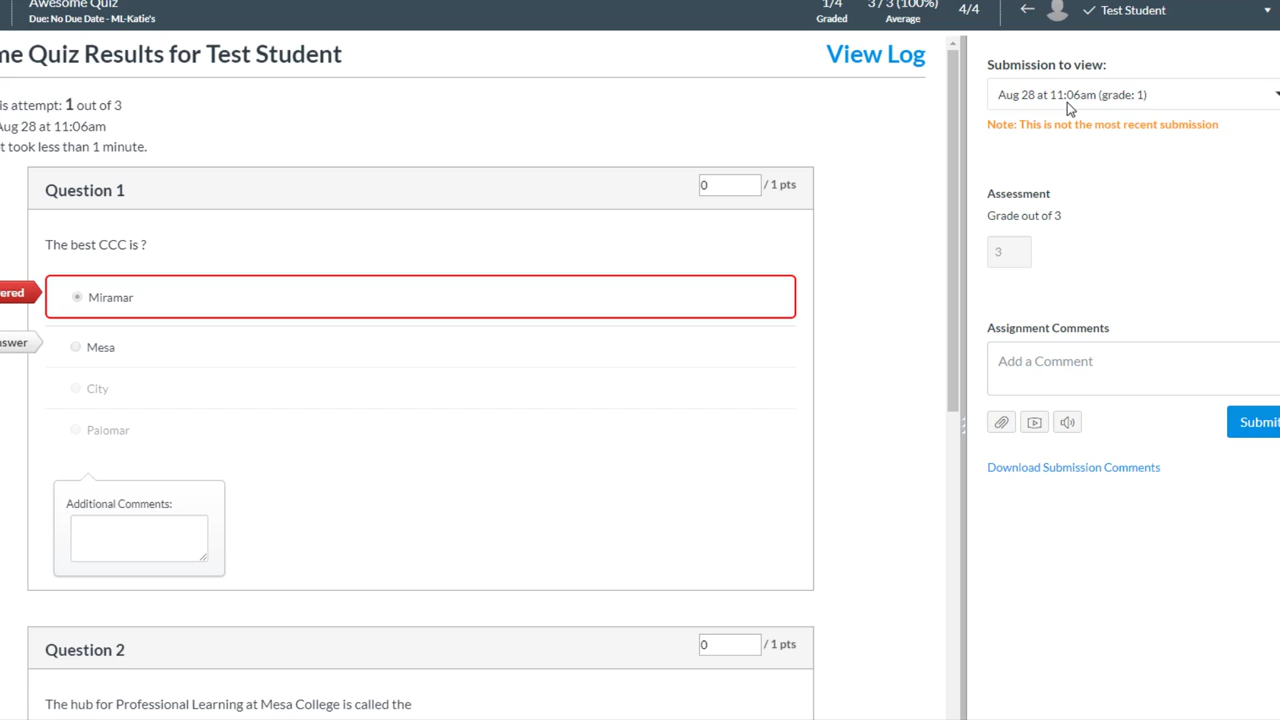 Awesome Quiz
Due: No Due Date - ML-Katie's
1/4
Graded
3 / 3 (100%)
Average
4/4
Test Student
me Quiz Results for Test Student
View Log
is attempt: 1 out of 3
Aug 28 at 11:06am
t took less than 1 minute.
Question 1
0
/ 1 pts
The best CCC is ?
ered
Miramar
nswer
Mesa
City
Palomar
Additional Comments:
Question 2
0
/ 1 pts
The hub for Professional Learning at Mesa College is called the
Submission to view:
Aug 28 at 11:06am (grade: 1)
Note: This is not the most recent submission
Assessment
Grade out of 3
3
Assignment Comments
Add a Comment
Submit
Download Submission Comments